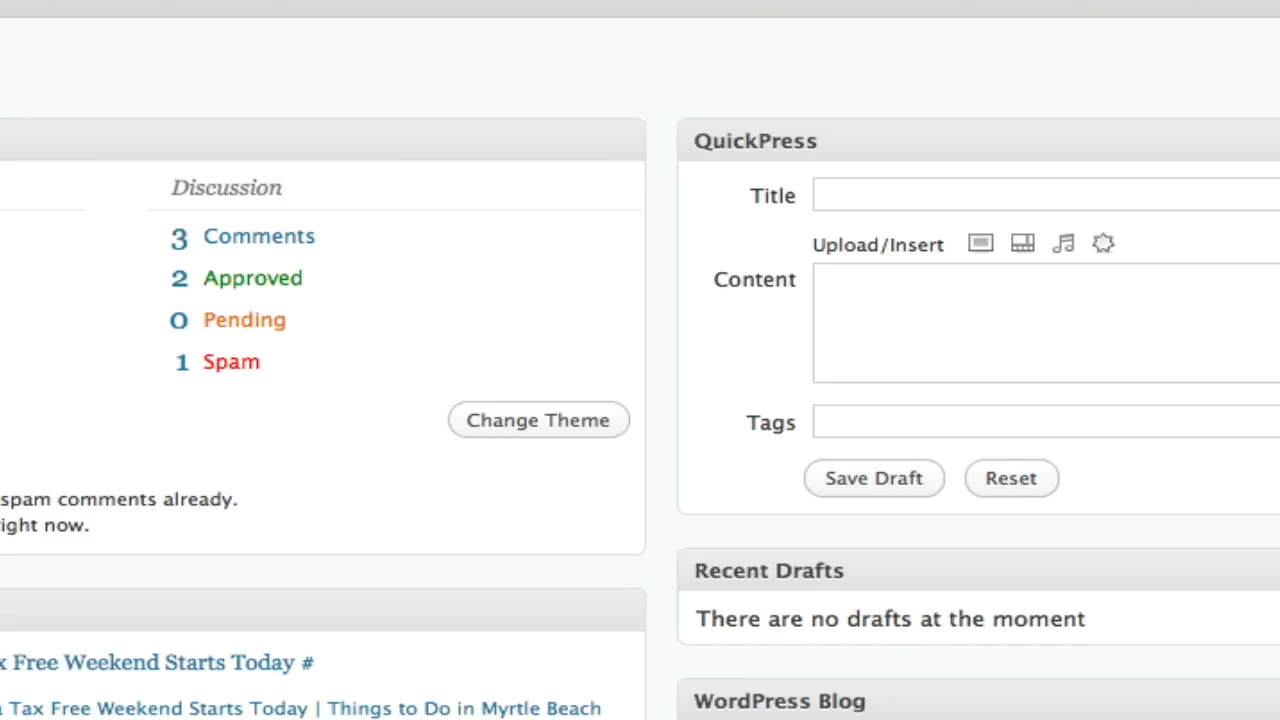 Discussion
3 Comments
2 Approved
0 Pending
1 Spam
Change Theme
spam comments already.
right now.
Free Weekend Starts Today #
Tax Free Weekend Starts Today | Things to Do in Myrtle Beach
QuickPress
Title
Upload/Insert
Content
Tags
Save Draft
Reset
Recent Drafts
There are no drafts at the moment
WordPress Blog